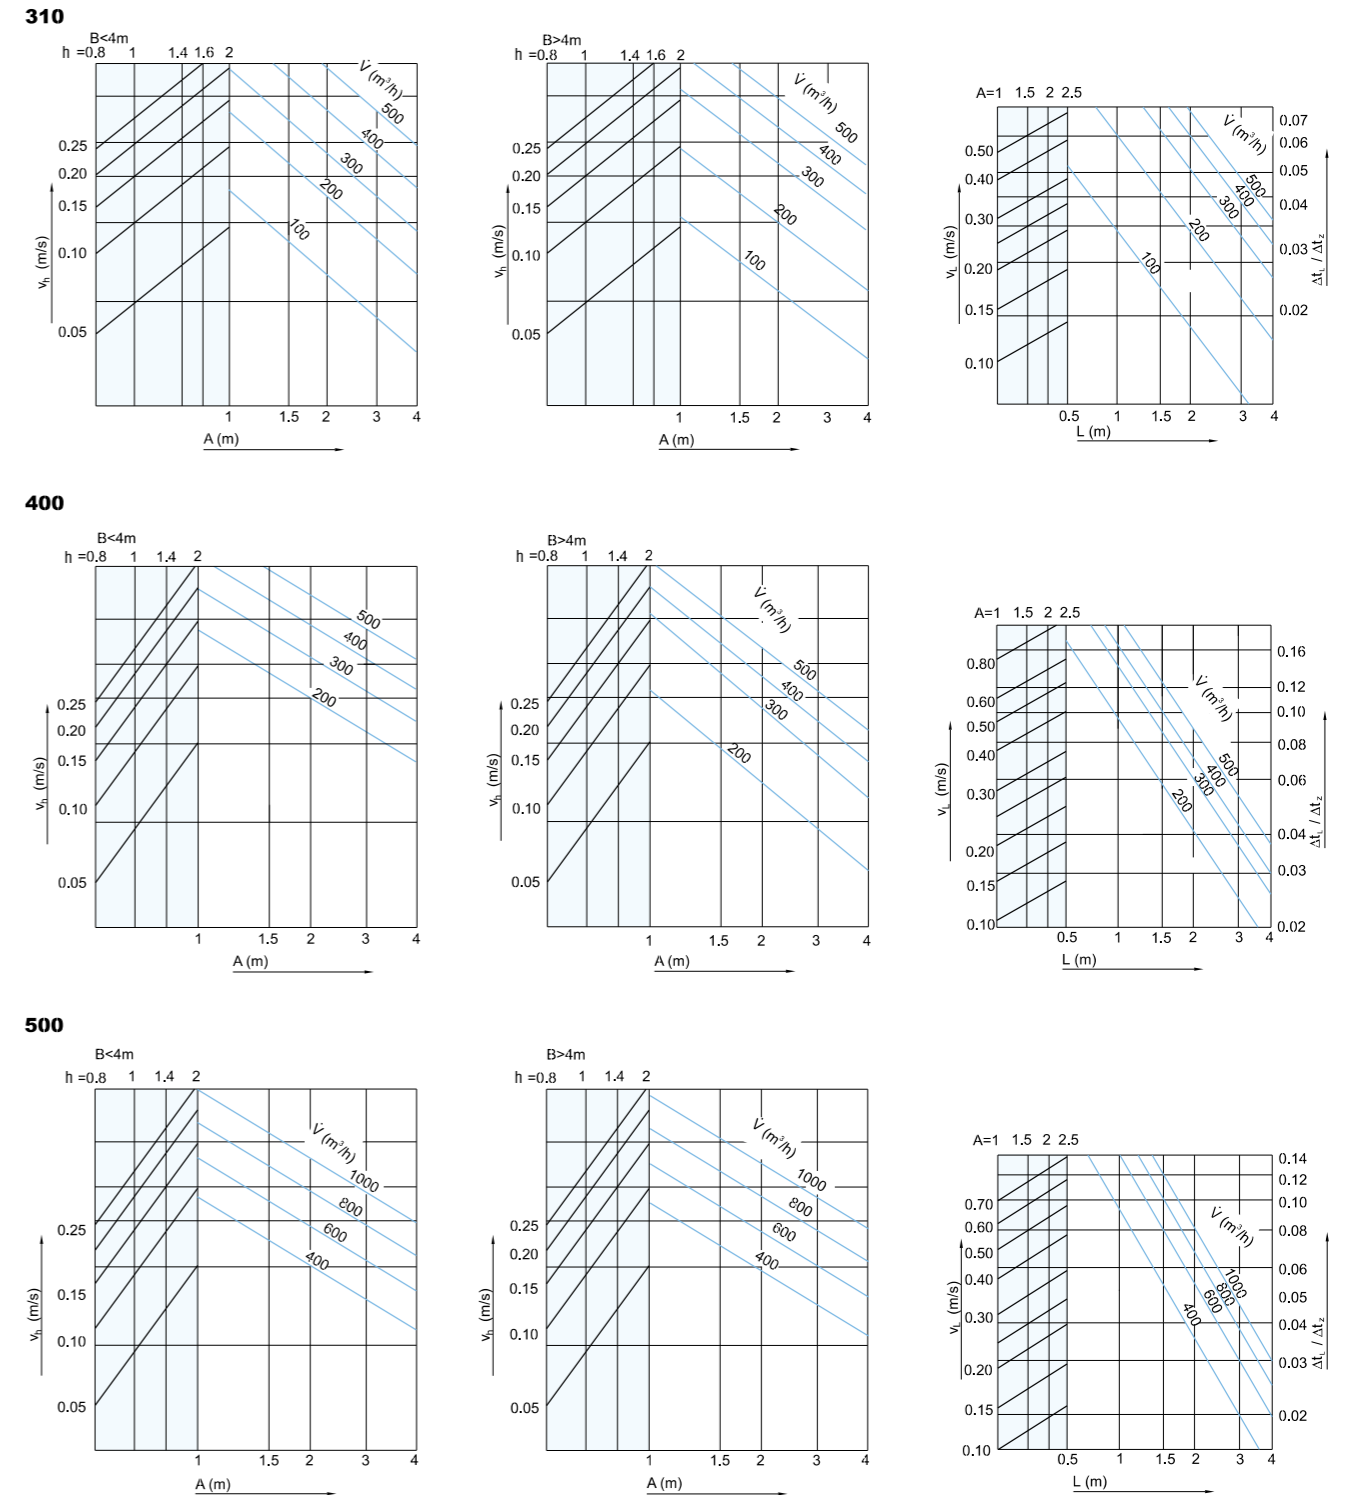 310
B<4m
h =0.8 1 1.4 1.6 2
V̇ (m³/h)
500
400
300
200
100
0.25
0.20
0.15
0.10
0.05
vh (m/s)
1 1.5 2 3 4
A (m)
B>4m
h =0.8 1 1.4 1.6 2
V̇ (m³/h)
500
400
300
200
100
0.25
0.20
0.15
0.10
0.05
vh (m/s)
1 1.5 2 3 4
A (m)
A=1 1.5 2 2.5
V̇ (m³/h)
500
400
300
200
100
0.50
0.40
0.30
0.20
0.15
0.10
vL (m/s)
0.07
0.06
0.05
0.04
0.03
0.02
ΔtL / Δtz
0.5 1 1.5 2 3 4
L (m)
400
B<4m
h =0.8 1 1.4 2
500
400
300
200
0.25
0.20
0.15
0.10
0.05
vh (m/s)
1 1.5 2 3 4
A (m)
B>4m
h =0.8 1 1.4 2
V̇ (m³/h)
500
400
300
200
0.25
0.20
0.15
0.10
0.05
vh (m/s)
1 1.5 2 3 4
A (m)
A=1 1.5 2 2.5
V̇ (m³/h)
500
400
300
200
0.80
0.60
0.50
0.40
0.30
0.20
0.15
0.10
vL (m/s)
0.16
0.12
0.10
0.08
0.06
0.04
0.03
0.02
ΔtL / Δtz
0.5 1 1.5 2 3 4
L (m)
500
B<4m
h =0.8 1 1.4 2
V̇ (m³/h)
1000
800
600
400
0.25
0.15
0.10
0.05
vh (m/s)
1 1.5 2 3 4
A (m)
B>4m
h =0.8 1 1.4 2
V̇ (m³/h)
1000
800
600
400
0.25
0.20
0.15
0.10
0.05
vh (m/s)
1 1.5 2 3 4
A (m)
A=1 1.5 2 2.5
V̇ (m³/h)
1000
800
600
400
0.70
0.60
0.50
0.40
0.30
0.20
0.15
0.10
vL (m/s)
0.14
0.12
0.10
0.08
0.06
0.05
0.04
0.03
0.02
ΔtL / Δtz
0.5 1 1.5 2 3 4
L (m)